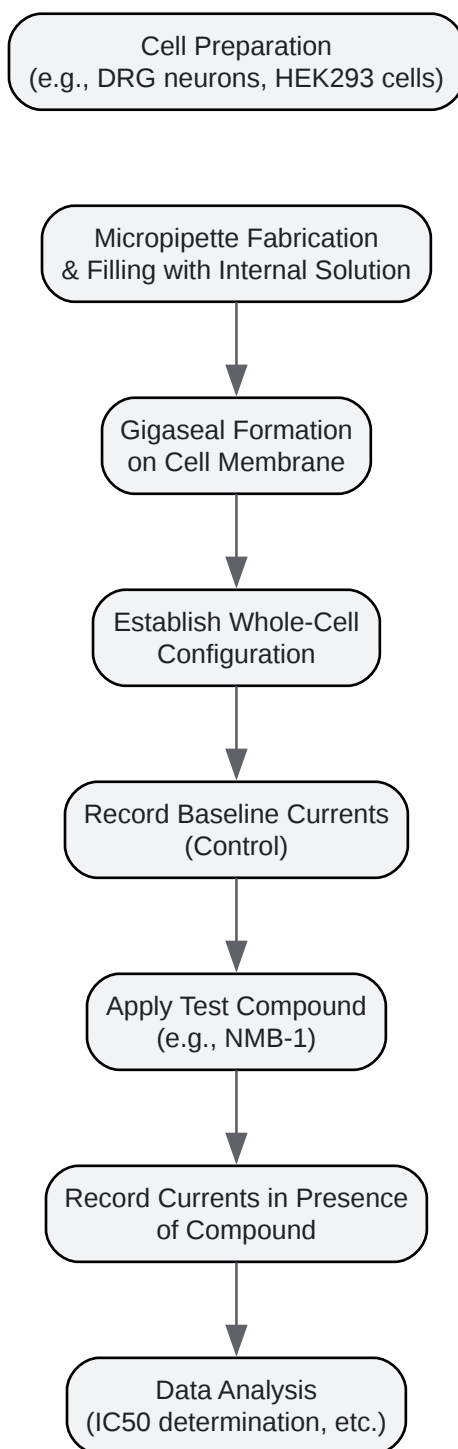 Cell Preparation
(e.g., DRG neurons, HEK293 cells)
Micropipette Fabrication
& Filling with Internal Solution
Gigaseal Formation
on Cell Membrane
Establish Whole-Cell
Configuration
Record Baseline Currents
(Control)
Apply Test Compound
(e.g., NMB-1)
Record Currents in Presence
of Compound
Data Analysis
(IC50 determination, etc.)